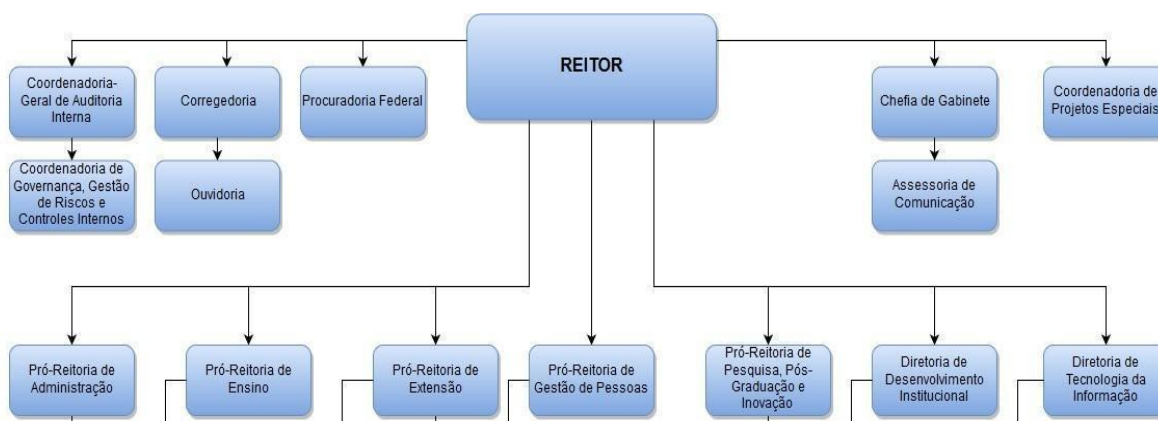 REITOR
Coordenadoria-
Geral de Auditoria
Interna
Corregedoria
Procuradoria Federal
Chefia de Gabinete
Coordenadoria de
Projetos Especiais
Coordenadoria de
Governança, Gestão
de Riscos e
Controles Internos
Ouvidoria
Assessoria de
Comunicação
Pró-Reitoria de
Administração
Pró-Reitoria de
Ensino
Pró-Reitoria de
Extensão
Pró-Reitoria de
Gestão de Pessoas
Pró-Reitoria de
Pesquisa, Pós-
Graduação e
Inovação
Diretoria de
Desenvolvimento
Institucional
Diretoria de
Tecnologia da
Informação